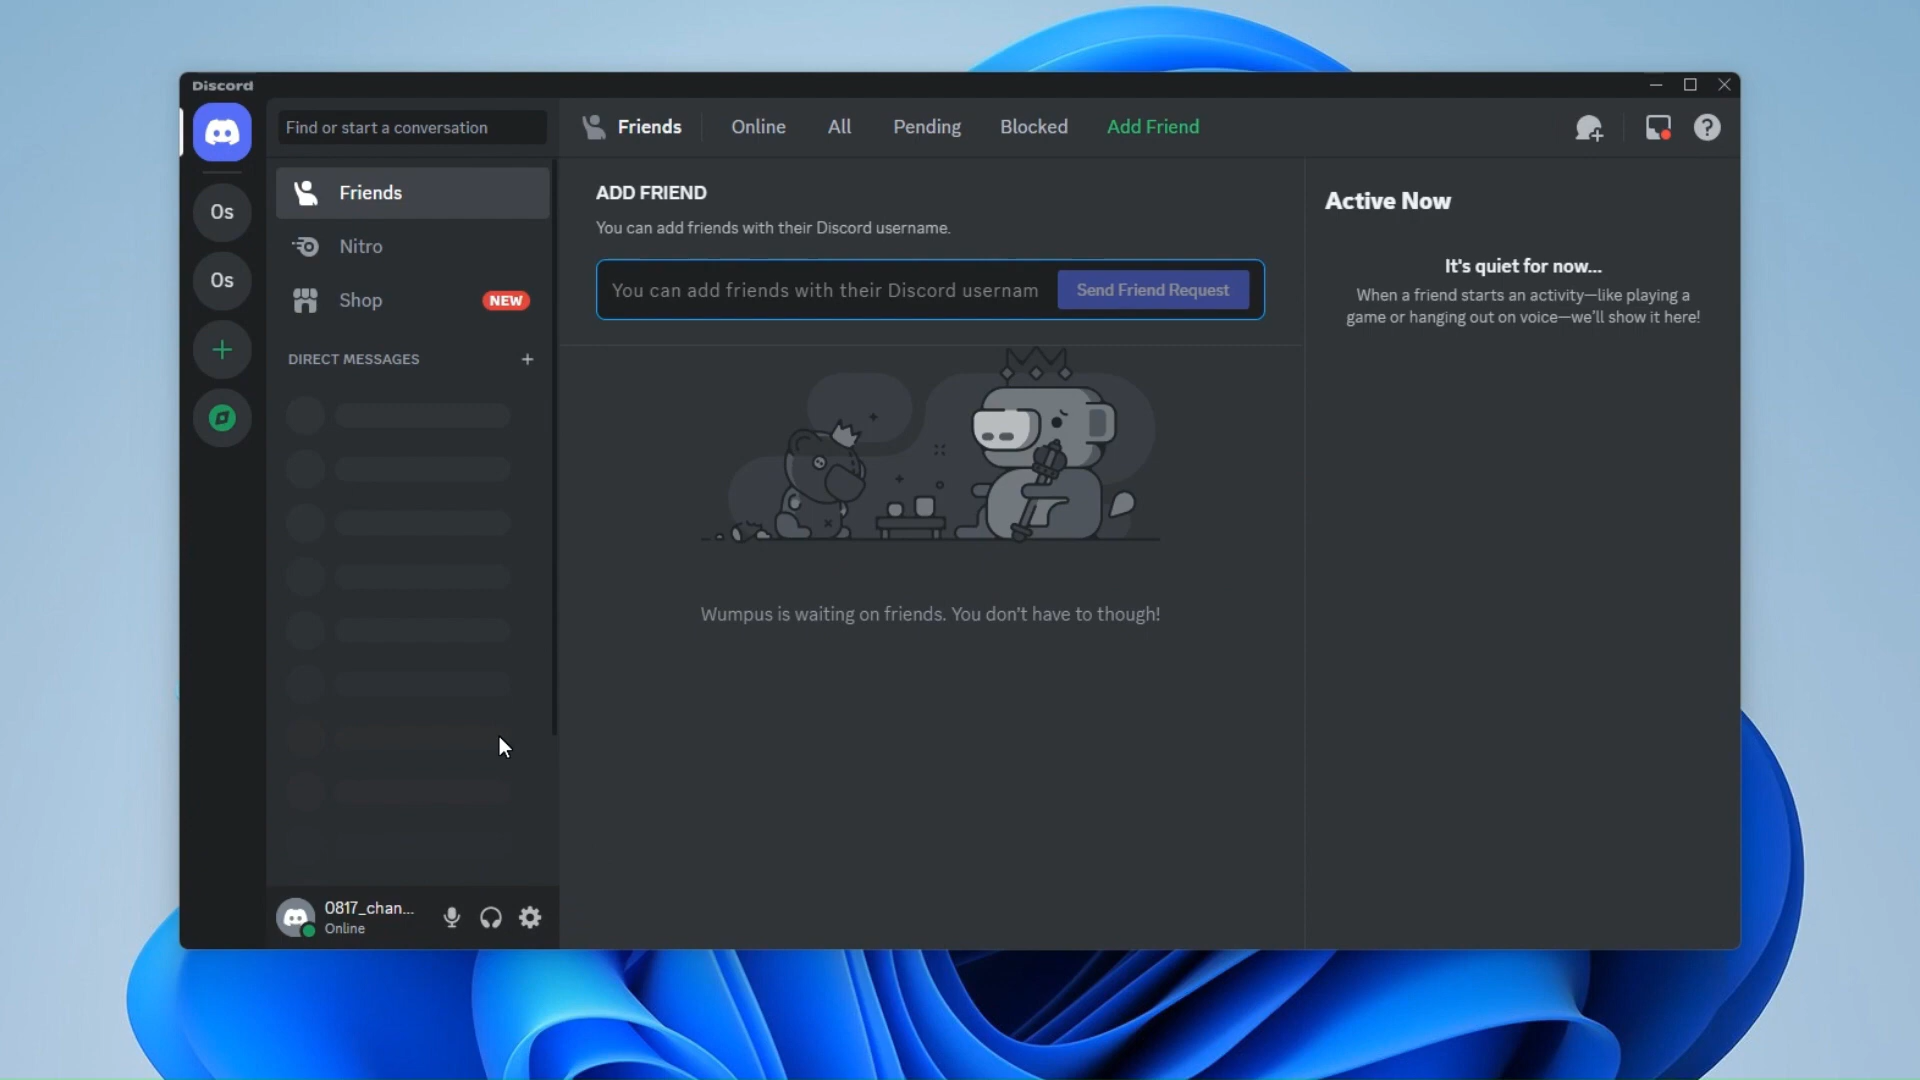 Discord
Find or start a conversation
Friends
Online
All
Pending
Blocked
Add Friend
Os
Os
Friends
Nitro
Shop
NEW
DIRECT MESSAGES
ADD FRIEND
You can add friends with their Discord username.
You can add friends with their Discord usernam
Send Friend Request
Wumpus is waiting on friends. You don't have to though!
Active Now
It's quiet for now...
When a friend starts an activity—like playing a
game or hanging out on voice—we'll show it here!
0817_chan...
Online